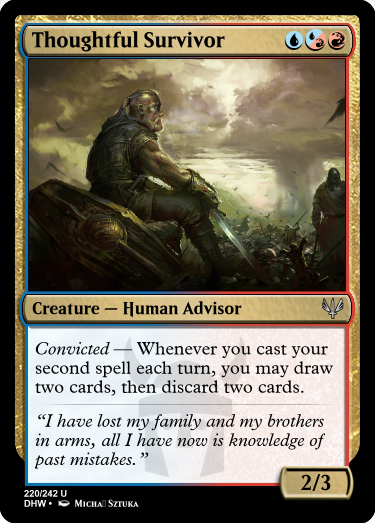 Thoughtful Survivor
Creature — Human Advisor
Convicted — Whenever you cast your
second spell each turn, you may draw
two cards, then discard two cards.
“I have lost my family and my brothers
in arms, all I have now is knowledge of
past mistakes.”
2/3
220/242 U
DHW • Micha Sztuka